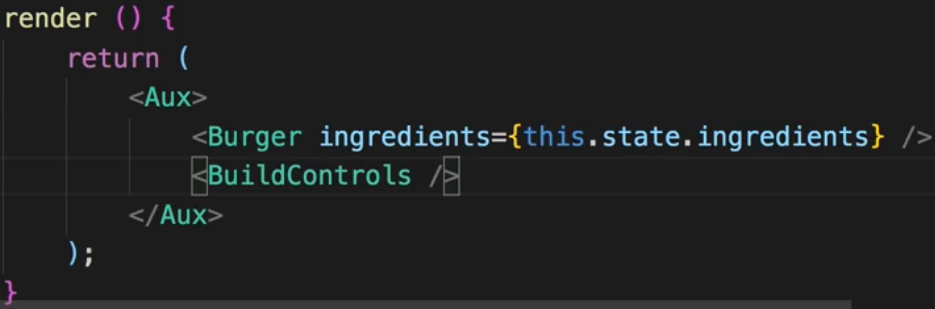 render () {
return (
<Aux>
<Burger ingredients={this.state.ingredients} />
<BuildControls />
</Aux>
);
}